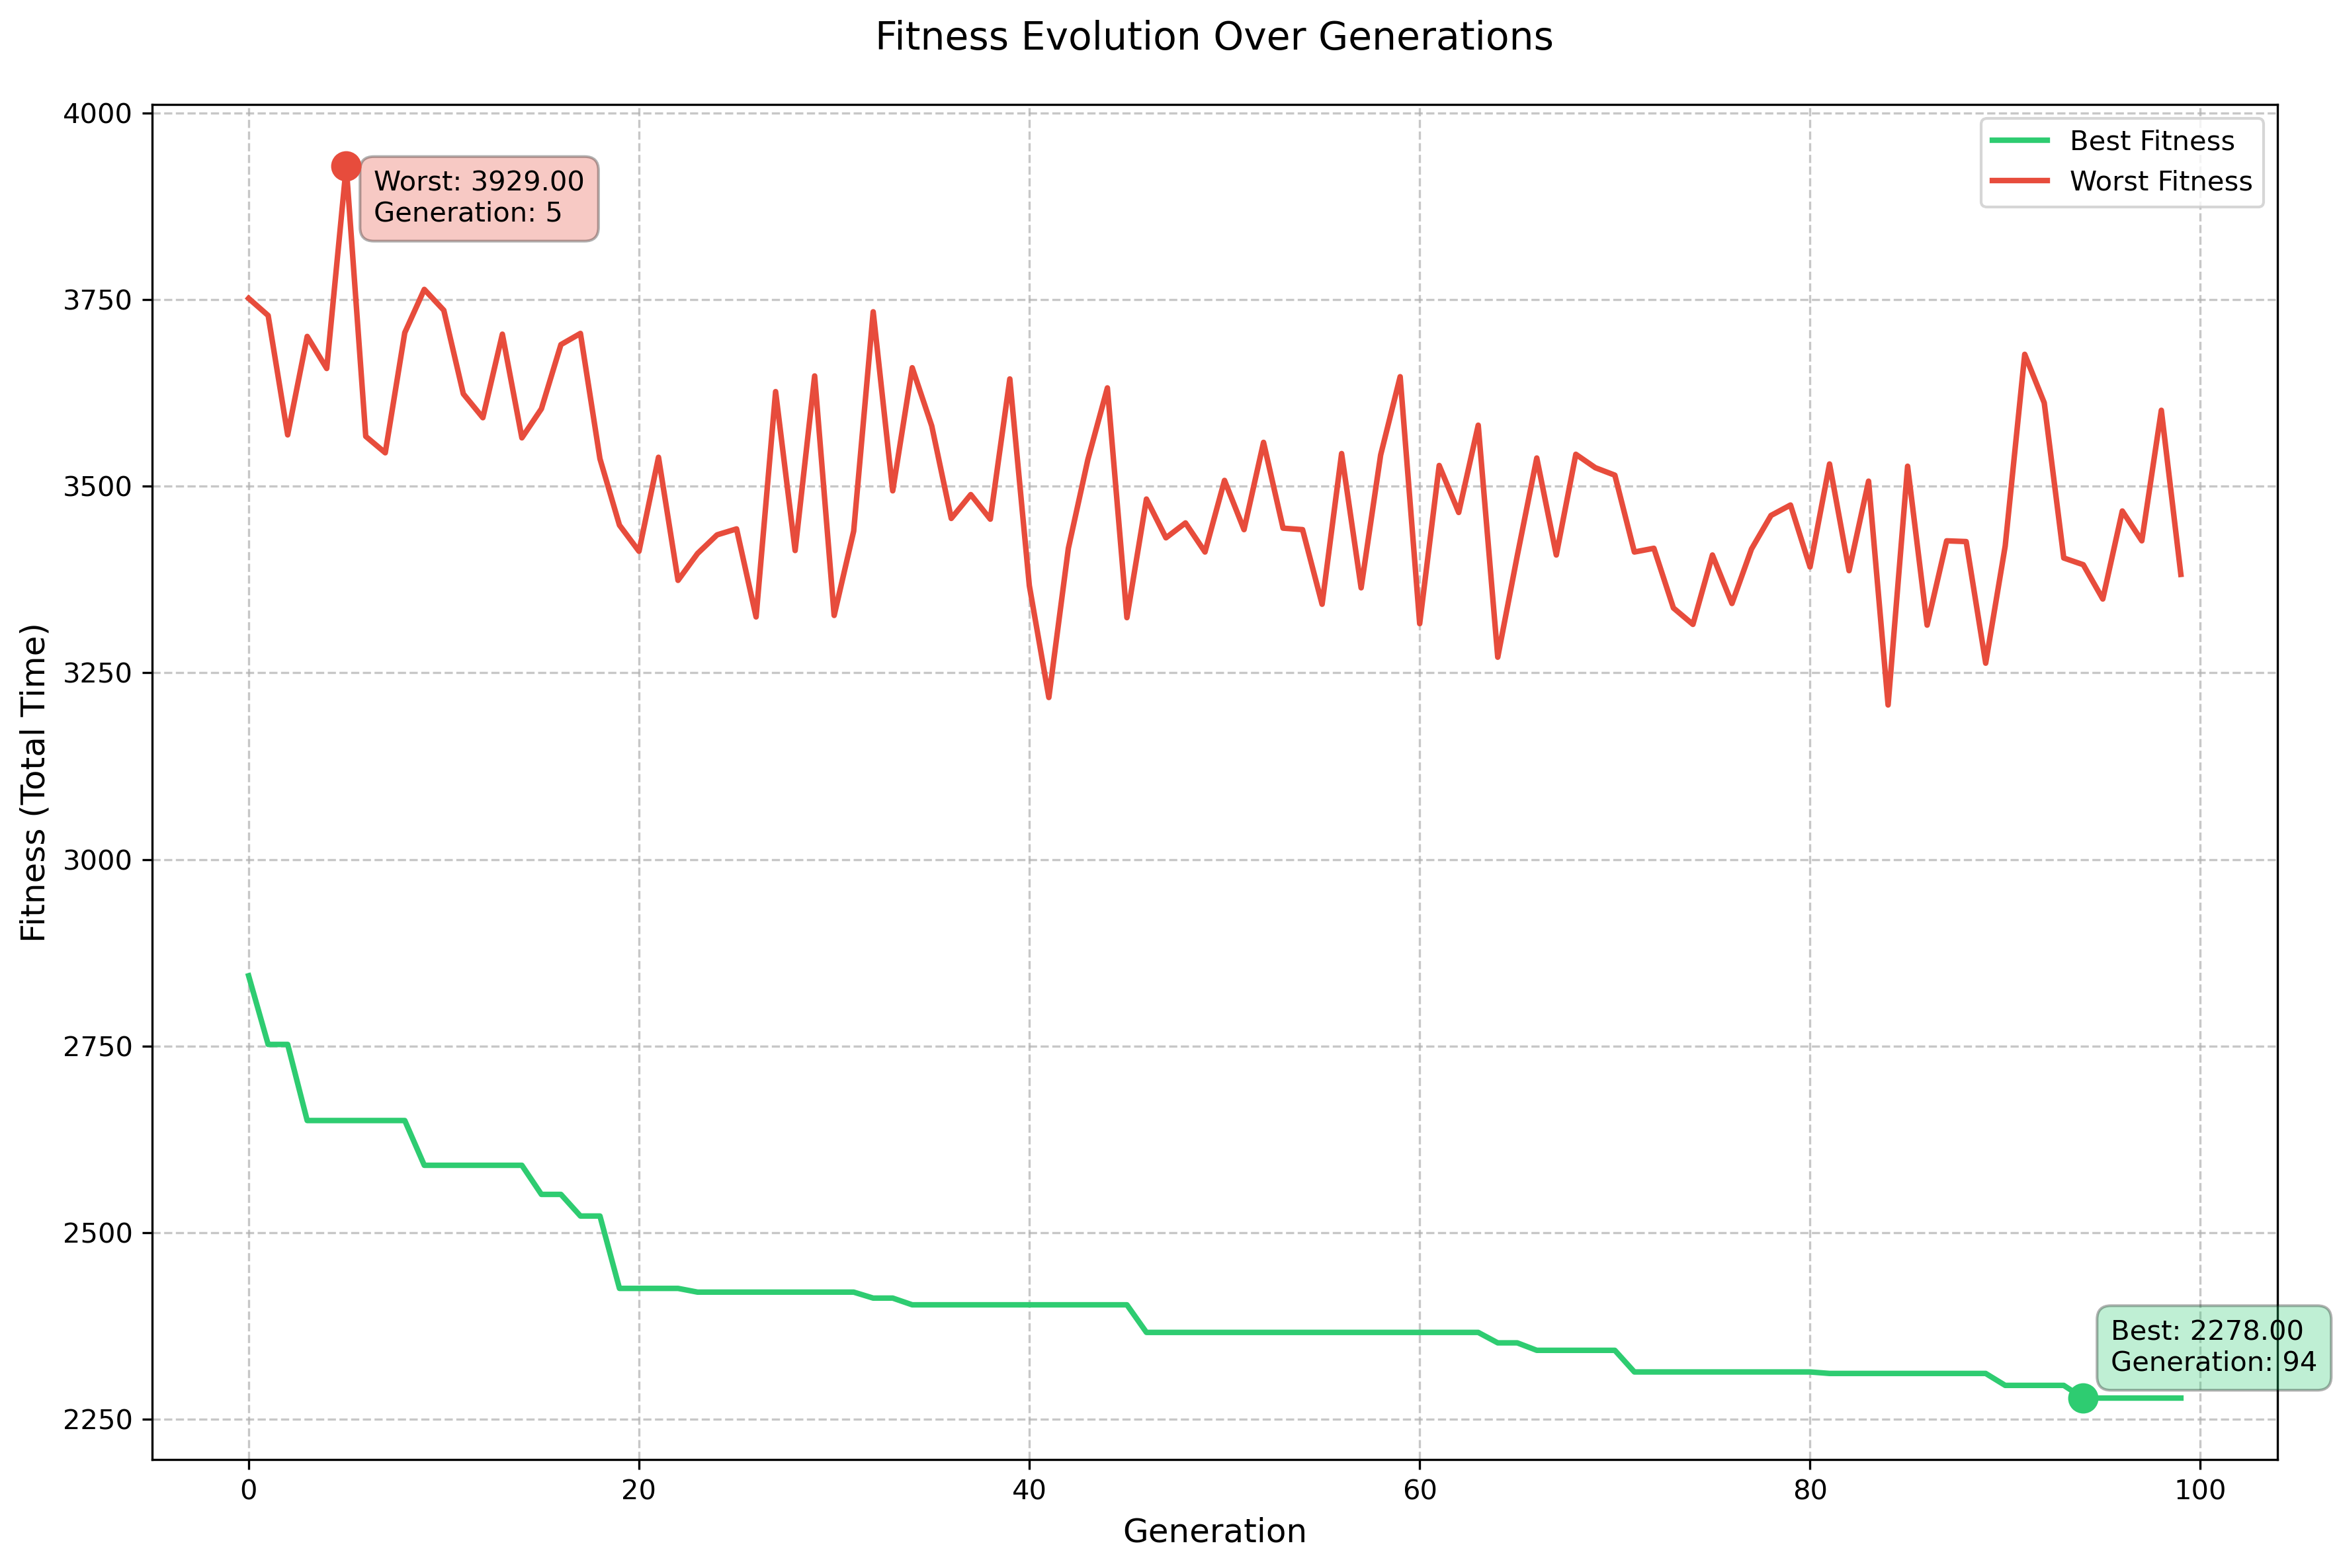 Fitness Evolution Over Generations
4000
3750
3500
3250
3000
2750
2500
2250
Fitness (Total Time)
Worst: 3929.00
Generation: 5
Best Fitness
Worst Fitness
Best: 2278.00
Generation: 94
0
20
40
60
80
100
Generation